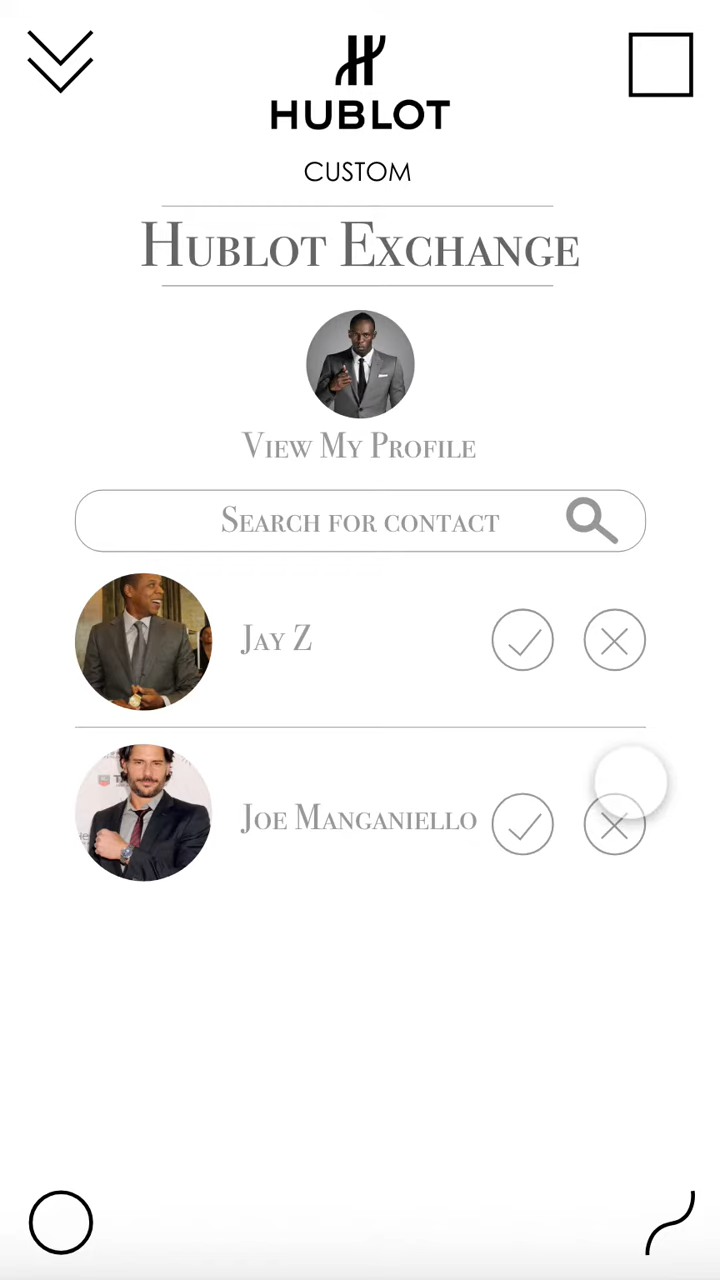 HUBLOT
CUSTOM
Hublot Exchange
View My Profile
Search for contact
Jay Z
Joe Manganiello